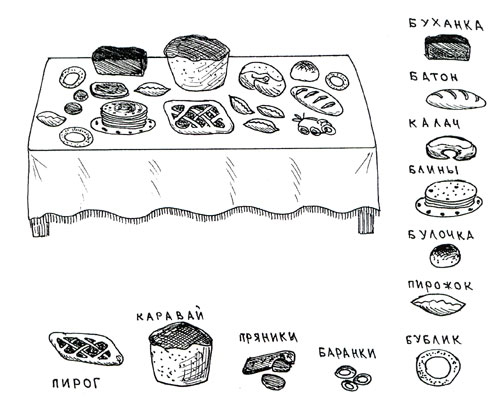 БУХАНКА
БАТОН
КАЛАЧ
БЛИНЫ
БУЛОЧКА
ПИРОЖОК
БУБЛИК
ПИРОГ
КАРАВАЙ
ПРЯНИКИ
БАРАНКИ